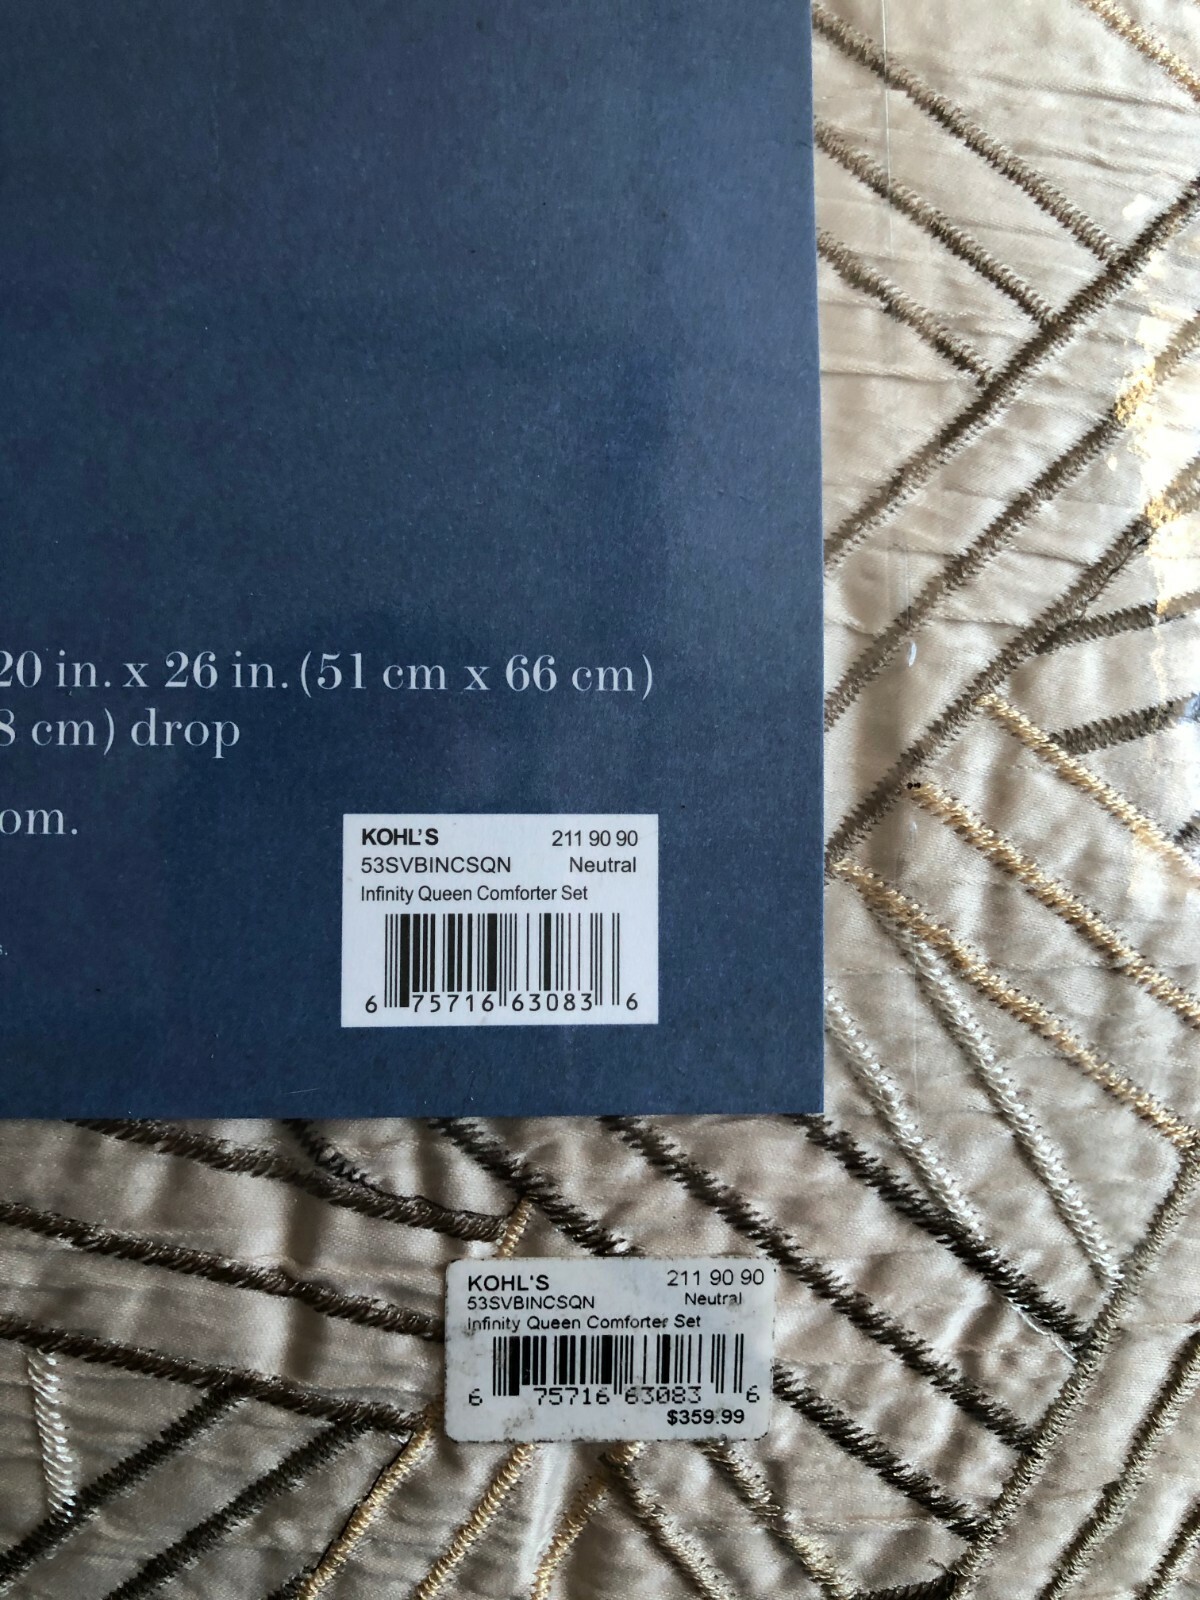 20 in. x 26 in. (51 cm x 66 cm)
8 cm) drop
om.
s.
KOHL'S 211 90 90
53SVBINCSQN Neutral
Infinity Queen Comforter Set
6 75716 63083 6
KOHL'S 211 90 90
53SVBINCSQN Neutral
Infinity Queen Comforter Set
6 75716 63083 6
$359.99